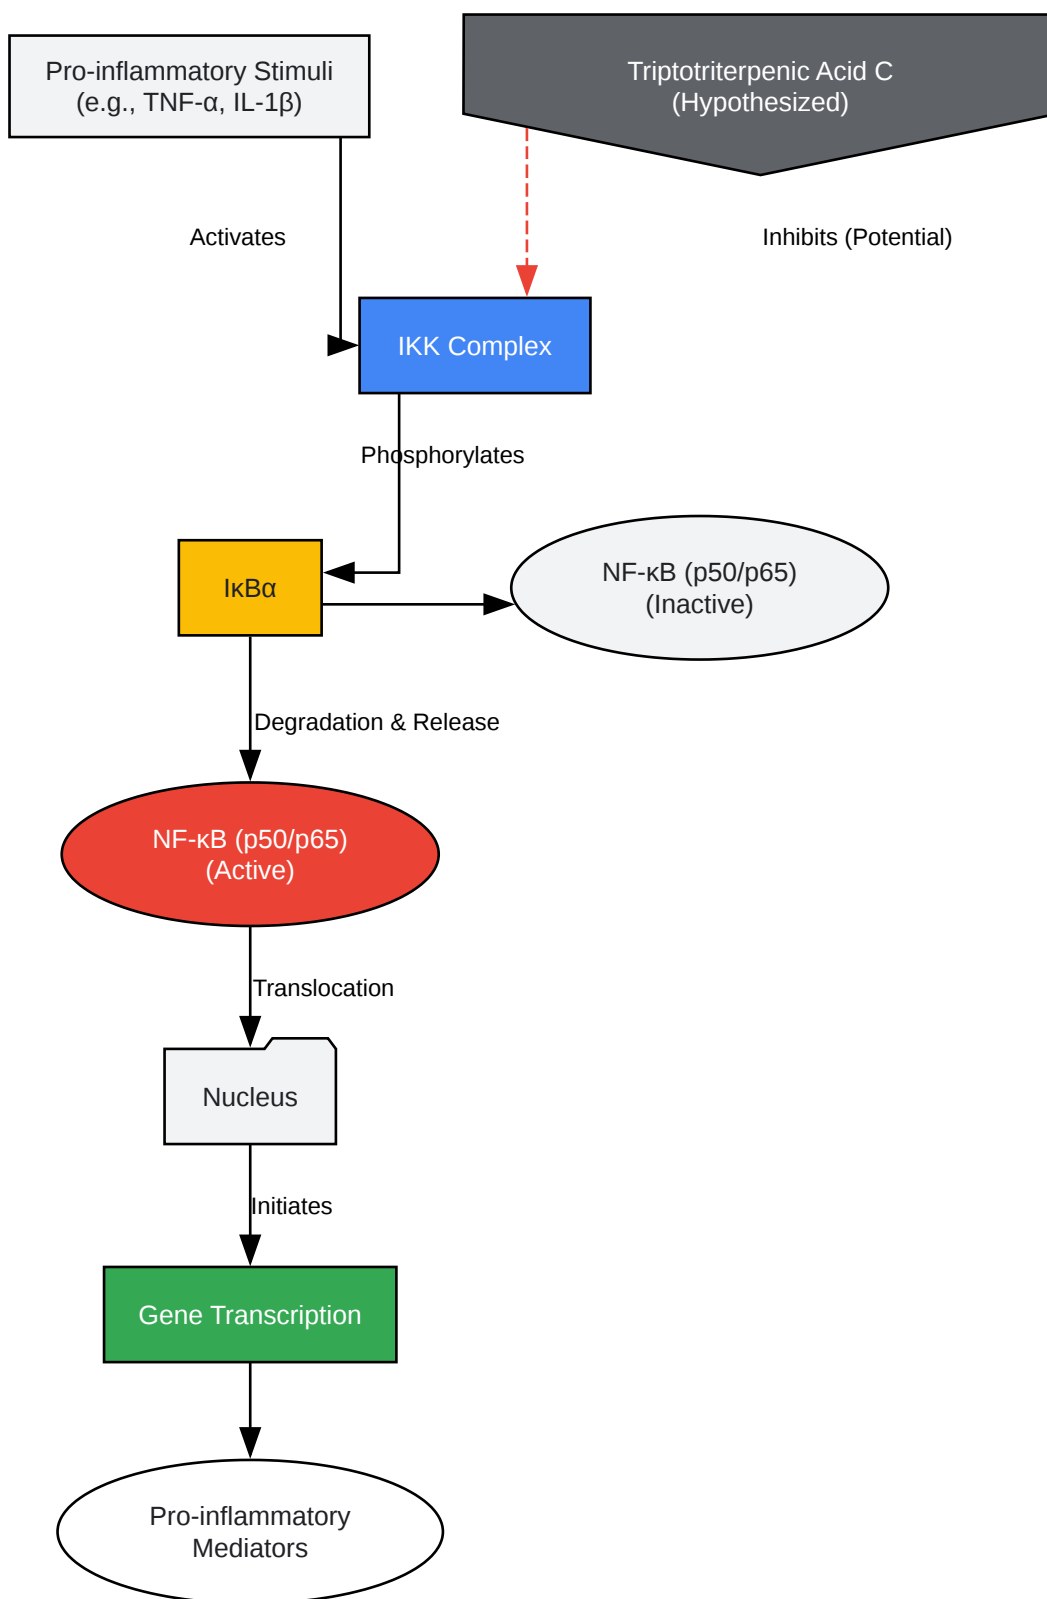 Pro-inflammatory Stimuli
(e.g., TNF-α, IL-1β)
Triptotriterpenic Acid C
(Hypothesized)
Activates
Inhibits (Potential)
IKK Complex
Phosphorylates
IκBα
NF-κB (p50/p65)
(Inactive)
Degradation & Release
NF-κB (p50/p65)
(Active)
Translocation
Nucleus
Initiates
Gene Transcription
Pro-inflammatory
Mediators